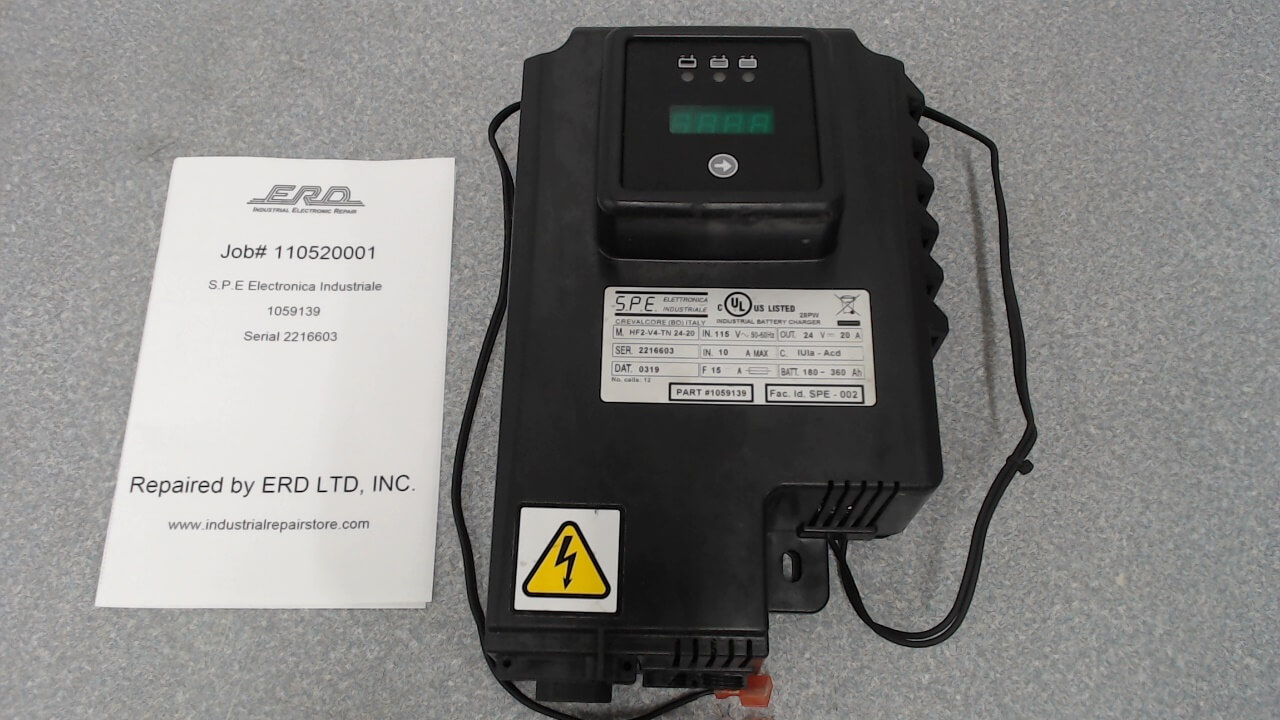 ERD
INDUSTRIAL ELECTRONIC REPAIR
Job# 110520001
S.P.E Electronica Industriale
1059139
Serial 2216603
Repaired by ERD LTD, INC.
www.industrialrepairstore.com
S.P.E. ELETTRONICA INDUSTRIALE
CREVALCORE (BO) ITALY
C UL US LISTED
28PW
INDUSTRIAL BATTERY CHARGER
M. HF2-V4-TN 24-20 IN. 115 V~ 50-60Hz OUT. 24 V 20 A
SER. 2216603 IN. 10 A MAX C. IUIa - Acd
DAT. 0319 F 15 A BATT. 180 - 360 Ah
No. cells: 12
PART #1059139 Fac. Id. SPE - 002